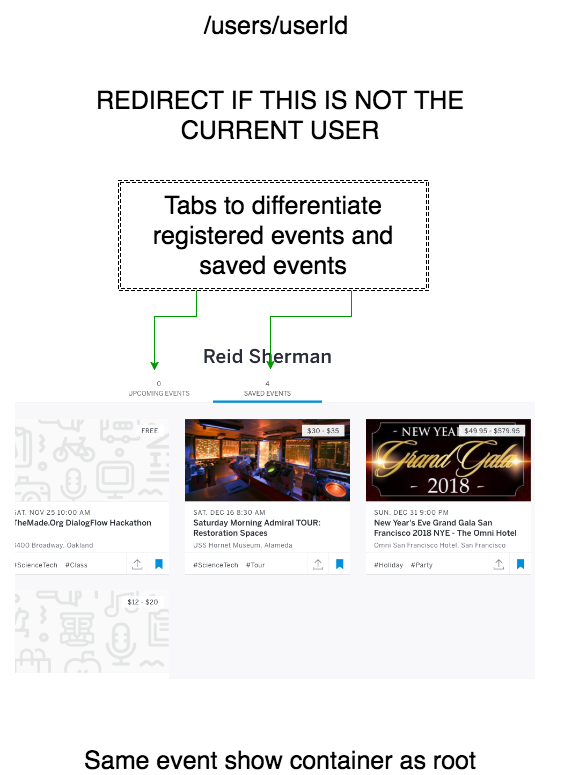 /users/userId
REDIRECT IF THIS IS NOT THE
CURRENT USER
Tabs to differentiate
registered events and
saved events
Reid Sherman
0
UPCOMING EVENTS
4
SAVED EVENTS
FREE
SAT, NOV 25 10:00 AM
TheMade.Org DialogFlow Hackathon
3400 Broadway, Oakland
#ScienceTech #Class
$30 - $35
SAT, DEC 16 8:30 AM
Saturday Morning Admiral TOUR:
Restoration Spaces
USS Hornet Museum, Alameda
#ScienceTech #Tour
- NEW YEAR
$49.95 - $579.95
Grand Gala
- 2018 -
SUN, DEC 31 9:00 PM
New Year's Eve Grand Gala San
Francisco 2018 NYE - The Omni Hotel
Omni San Francisco Hotel, San Francisco
#Holiday #Party
$12 - $20
Same event show container as root